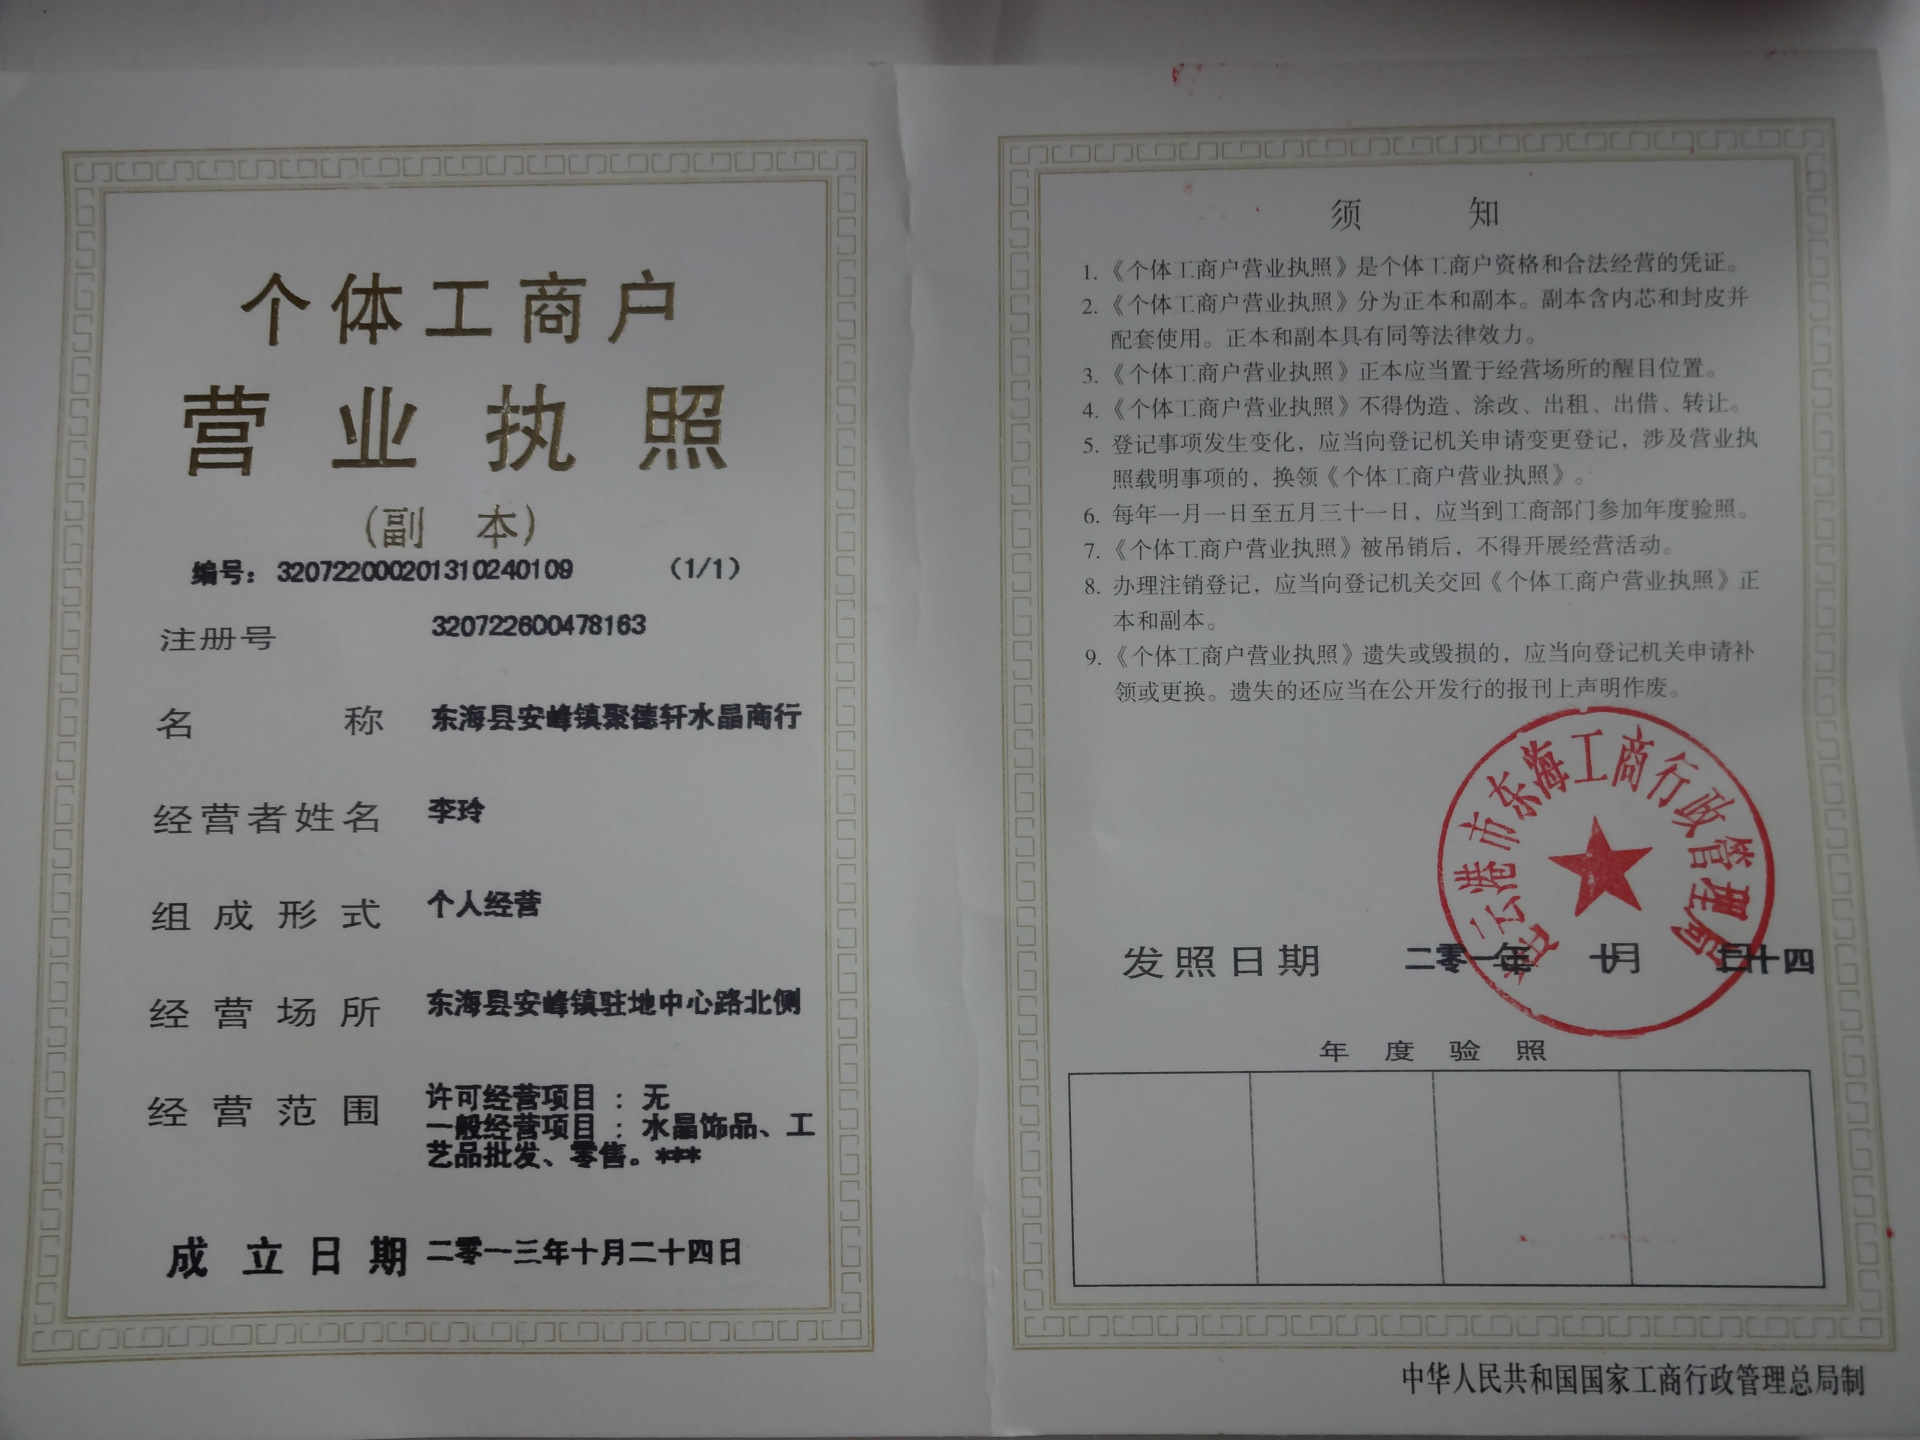 个体工商户
营业执照
(副 本)
编号: 320722000201310240109 (1/1)
注册号 320722600478163
名称 东海县安峰镇聚德轩水晶商行
经营者姓名 李玲
组成形式 个人经营
经营场所 东海县安峰镇驻地中心路北侧
经营范围 许可经营项目 : 无
一般经营项目 : 水晶饰品、工
艺品批发、零售。***
成立日期 二零一三年十月二十四日
须 知
1.《个体工商户营业执照》是个体工商户资格和合法经营的凭证。
2.《个体工商户营业执照》分为正本和副本。副本含内芯和封皮并
配套使用。正本和副本具有同等法律效力。
3.《个体工商户营业执照》正本应当置于经营场所的醒目位置。
4.《个体工商户营业执照》不得伪造、涂改、出租、出借、转让。
5. 登记事项发生变化，应当向登记机关申请变更登记，涉及营业执
照载明事项的，换领《个体工商户营业执照》。
6. 每年一月一日至五月三十一日，应当到工商部门参加年度验照。
7.《个体工商户营业执照》被吊销后，不得开展经营活动。
8. 办理注销登记，应当向登记机关交回《个体工商户营业执照》正
本和副本。
9.《个体工商户营业执照》遗失或毁损的，应当向登记机关申请补
领或更换。遗失的还应当在公开发行的报刊上声明作废。
连云港市东海工商行政管理局
发照日期 二零一 年 十月 二十四
年度验照
中华人民共和国国家工商行政管理总局制